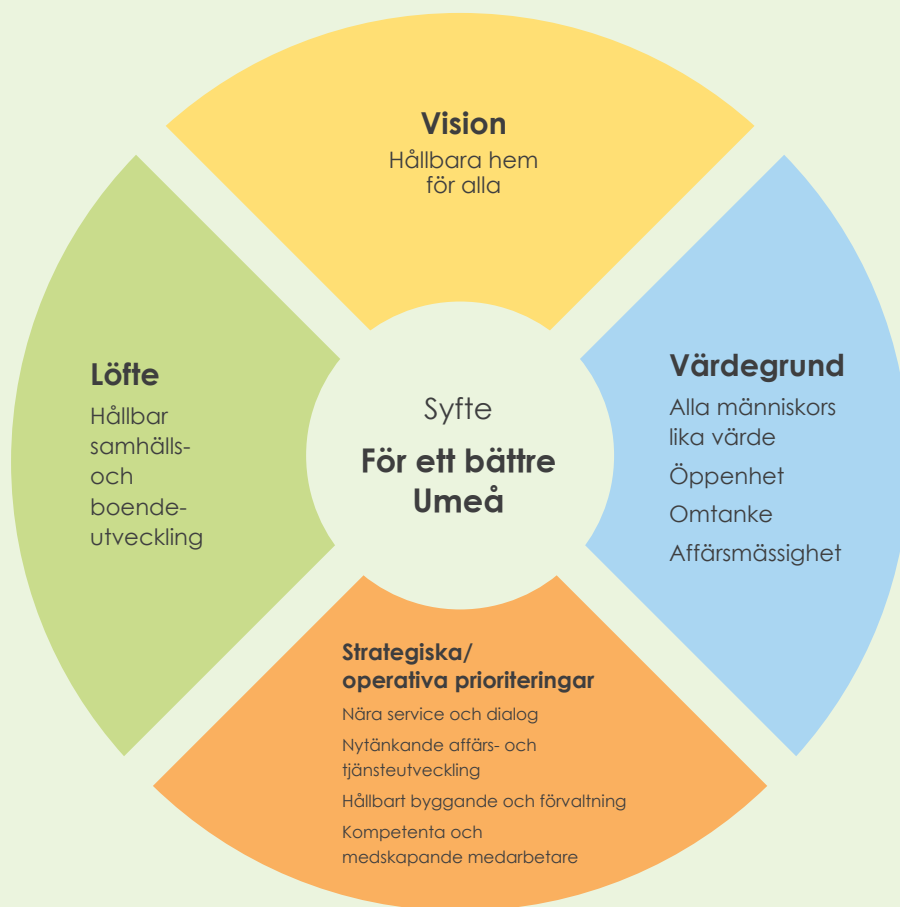 Vision
Hållbara hem
för alla
Löfte
Hållbar
samhälls-
och
boende-
utveckling
Syfte
För ett bättre
Umeå
Värdegrund
Alla människors
lika värde
Öppenhet
Omtanke
Affärsmässighet
Strategiska/
operativa prioriteringar
Nära service och dialog
Nytänkande affärs- och
tjänsteutveckling
Hållbart byggande och förvaltning
Kompetenta och
medskapande medarbetare